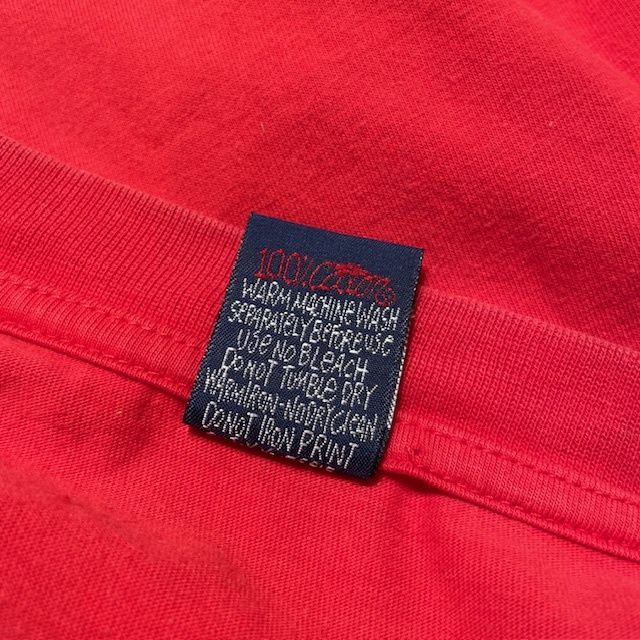 100%
WARM MACHINE WASH
SEPARATELY BEFORE USE
USE NO BLEACH
DO NOT TUMBLE DRY
WARM IRON-NO DRY CLEAN
DO NOT IRON PRINT